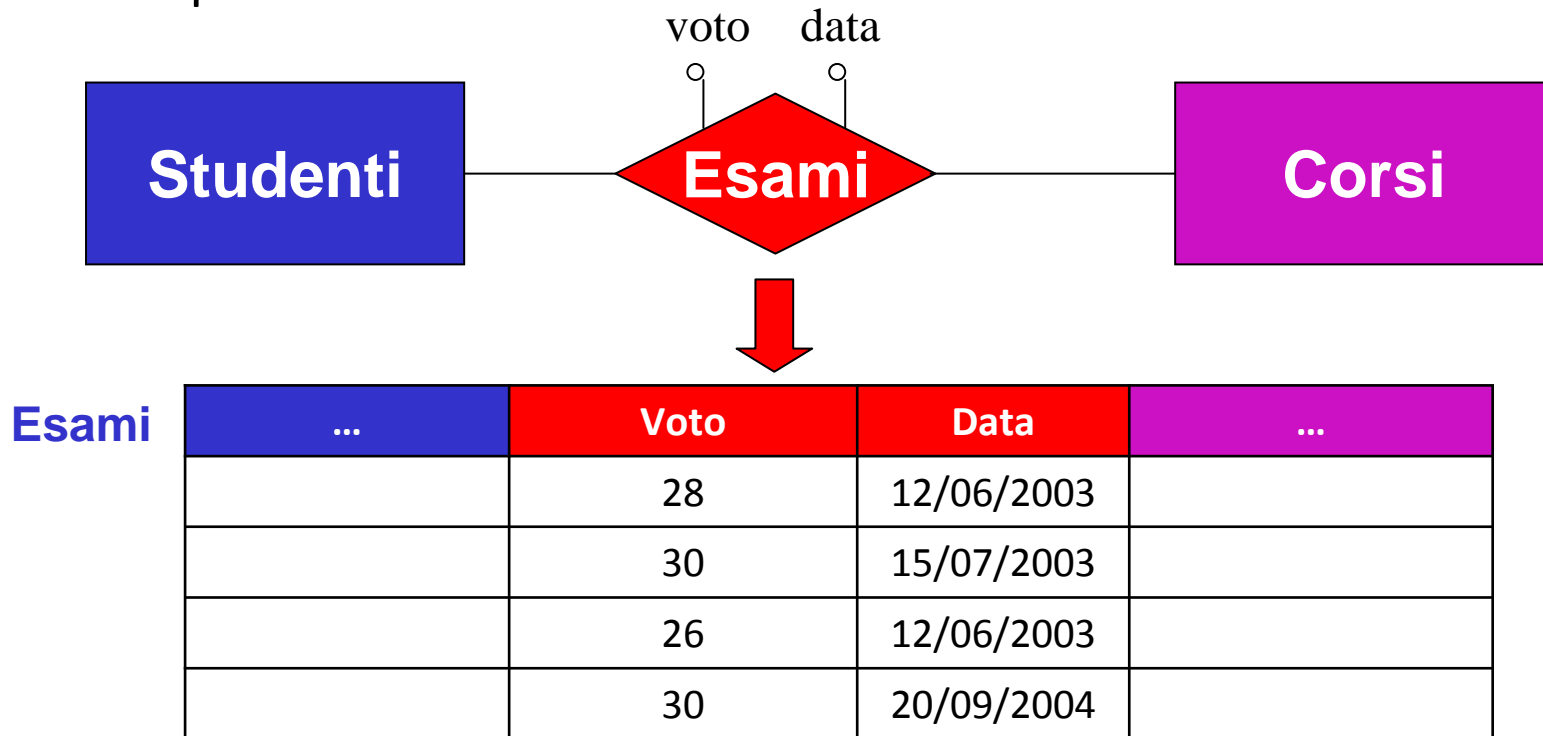 voto data
Studenti Esami Corsi
Esami ... Voto Data ...
28 12/06/2003
30 15/07/2003
26 12/06/2003
30 20/09/2004